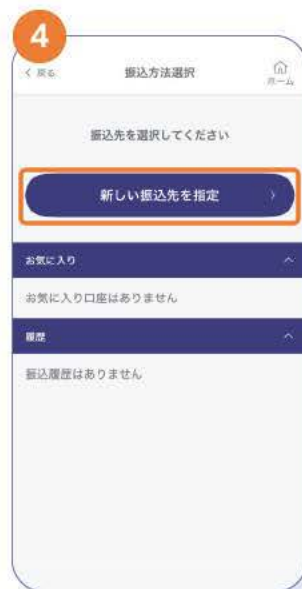 4
戻る 振込方法選択 ホーム
振込先を選択してください
新しい振込先を指定
お気に入り
お気に入り口座はありません
履歴
振込履歴はありません